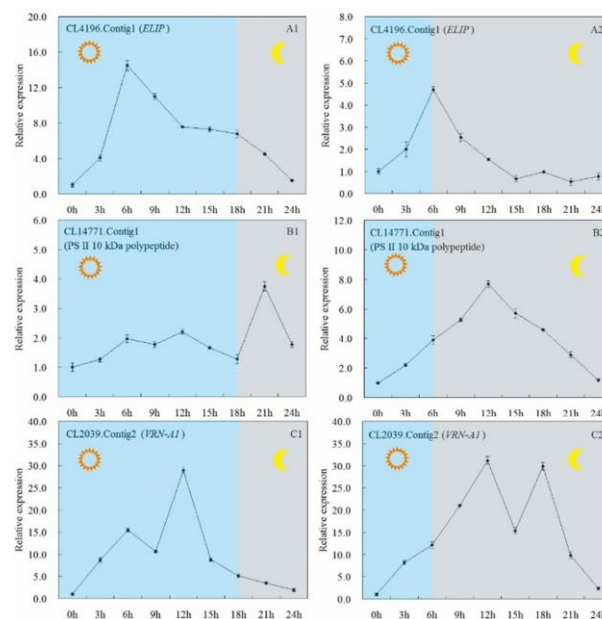 CL4196.Contig1 (ELIP) A1
20.0
16.0
12.0
8.0
4.0
0.0
Relative expression
0h 3h 6h 9h 12h 15h 18h 21h 24h
CL4196.Contig1 (ELIP) A2
8.0
7.0
6.0
5.0
4.0
3.0
2.0
1.0
0.0
Relative expression
0h 3h 6h 9h 12h 15h 18h 21h 24h
CL14771.Contig1 B1
(PS II 10 kDa polypeptide)
6.0
5.0
4.0
3.0
2.0
1.0
0.0
Relative expression
0h 3h 6h 9h 12h 15h 18h 21h 24h
CL14771.Contig1 B2
(PS II 10 kDa polypeptide)
12.0
10.0
8.0
6.0
4.0
2.0
0.0
Relative expression
0h 3h 6h 9h 12h 15h 18h 21h 24h
CL2039.Contig2 (VRN-A1) C1
40.0
35.0
30.0
25.0
20.0
15.0
10.0
5.0
0.0
Relative expression
0h 3h 6h 9h 12h 15h 18h 21h 24h
CL2039.Contig2 (VRN-A1) C2
40.0
35.0
30.0
25.0
20.0
15.0
10.0
5.0
0.0
Relative expression
0h 3h 6h 9h 12h 15h 18h 21h 24h